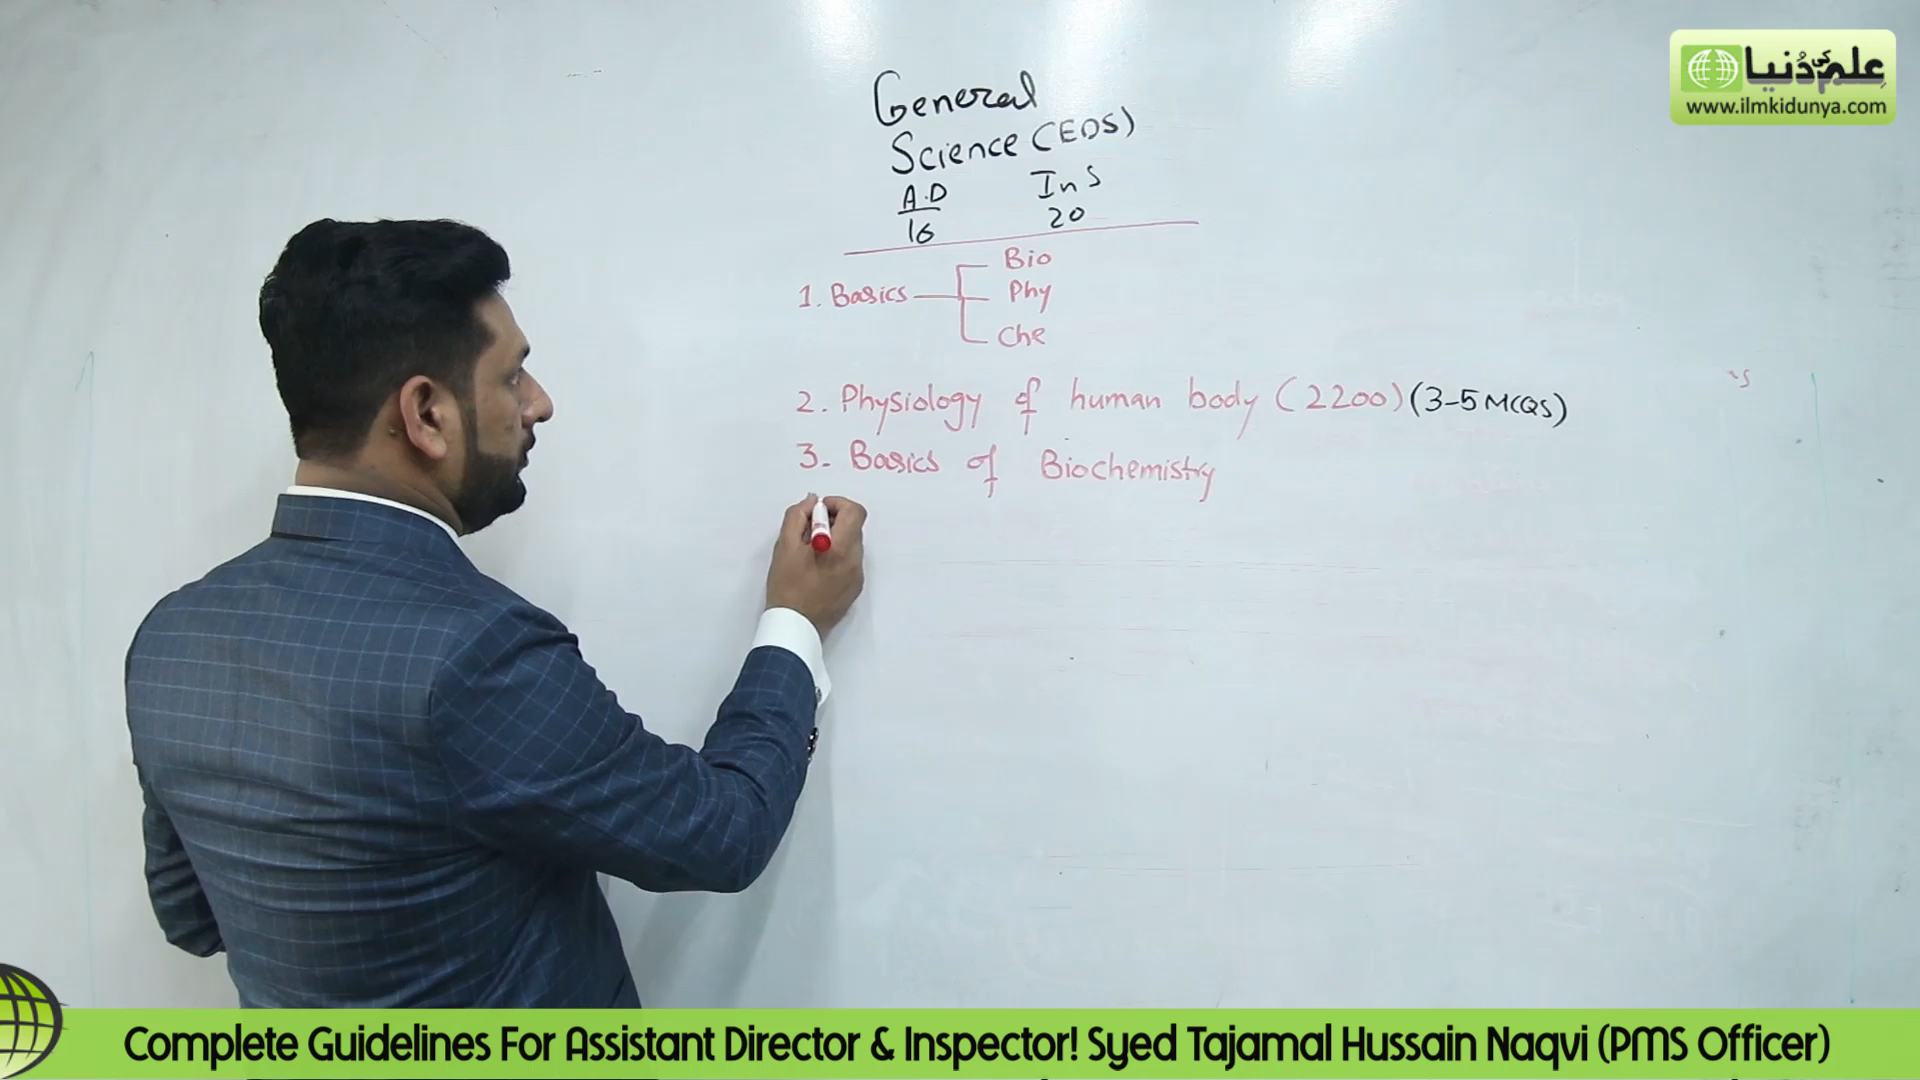 علم کی دُنیا
www.ilmkidunya.com
General
Science (EDS)
A.D InS
16 20
1. Basics Bio
Phy
Che
2. Physiology of human body (2200) (3-5 MCQS)
3. Basics of Biochemistry
Complete Guidelines For Assistant Director & Inspector! Syed Tajamal Hussain Naqvi (PMS Officer)